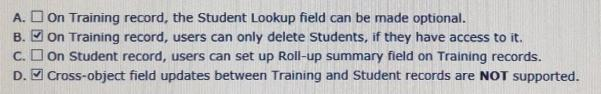 A. ☐ On Training record, the Student Lookup field can be made optional.
B. ☑ On Training record, users can only delete Students, if they have access to it.
C. ☐ On Student record, users can set up Roll-up summary field on Training records.
D. ☑ Cross-object field updates between Training and Student records are NOT supported.